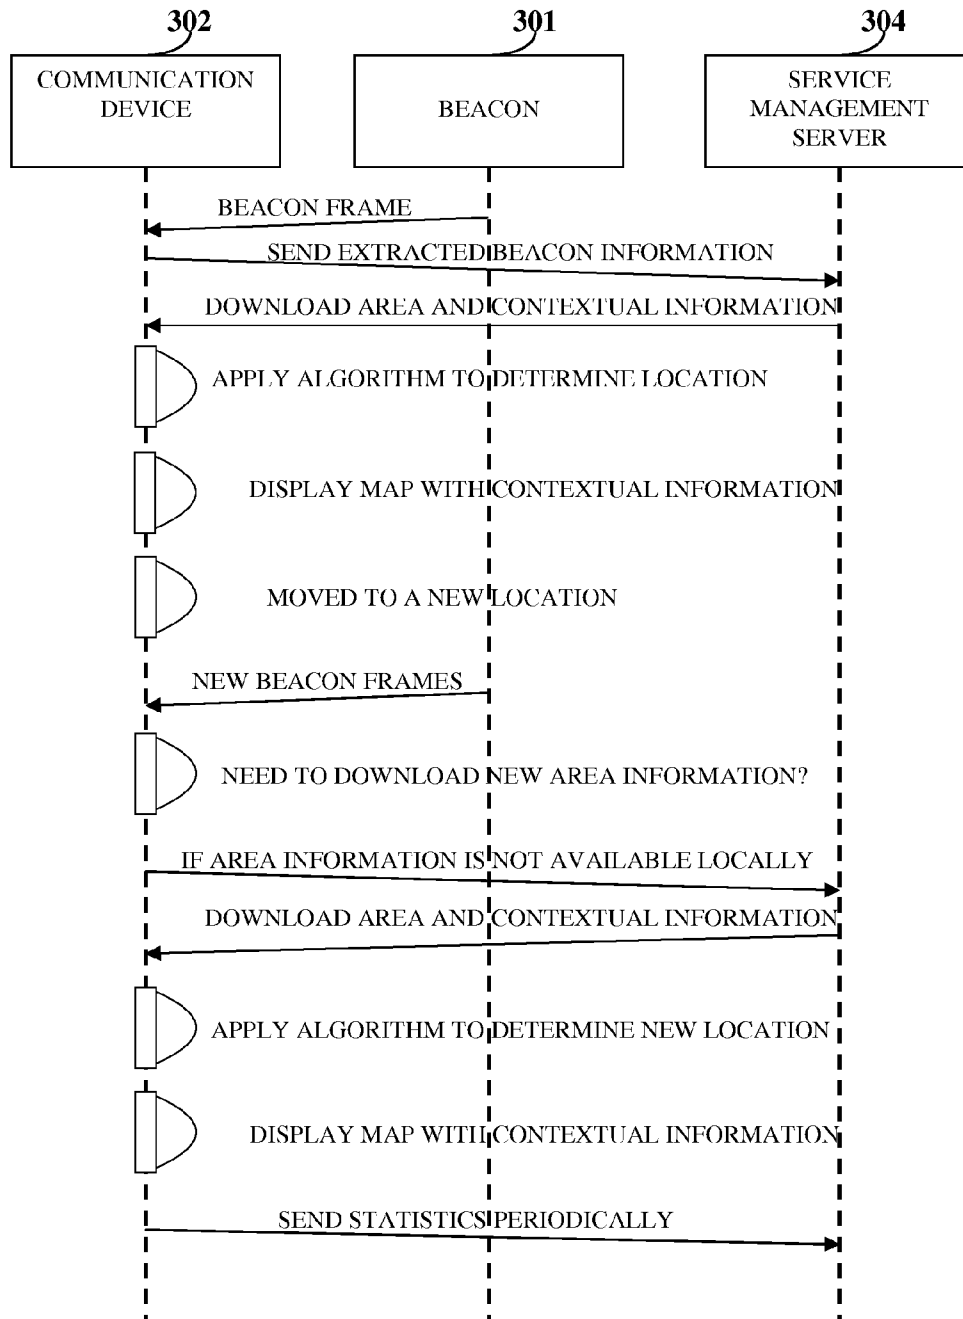 302
301
304
COMMUNICATION
DEVICE
BEACON
SERVICE
MANAGEMENT
SERVER
BEACON FRAME
SEND EXTRACTED BEACON INFORMATION
DOWNLOAD AREA AND CONTEXTUAL INFORMATION
APPLY ALGORITHM TO DETERMINE LOCATION
DISPLAY MAP WITH CONTEXTUAL INFORMATION
MOVED TO A NEW LOCATION
NEW BEACON FRAMES
NEED TO DOWNLOAD NEW AREA INFORMATION?
IF AREA INFORMATION IS NOT AVAILABLE LOCALLY
DOWNLOAD AREA AND CONTEXTUAL INFORMATION
APPLY ALGORITHM TO DETERMINE NEW LOCATION
DISPLAY MAP WITH CONTEXTUAL INFORMATION
SEND STATISTICS PERIODICALLY